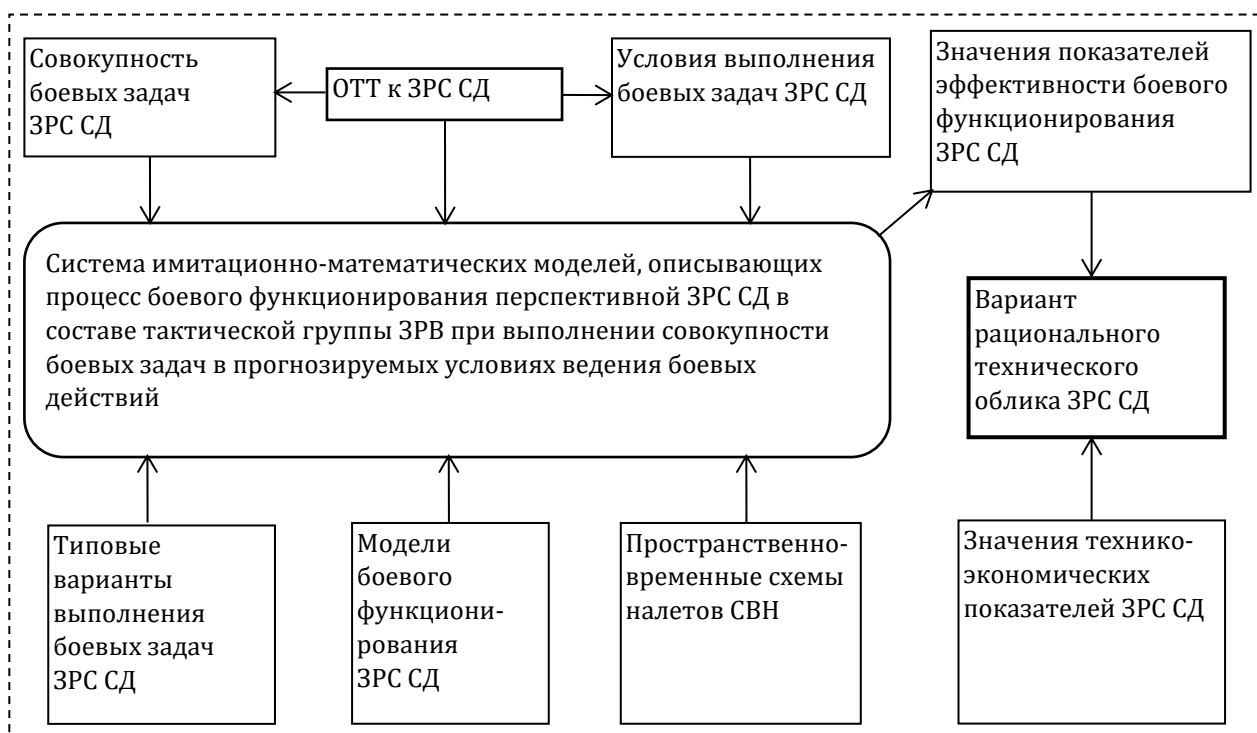 Совокупность
боевых задач
ЗРС СД
ОТТ к ЗРС СД
Условия выполнения
боевых задач ЗРС СД
Значения показателей
эффективности боевого
функционирования
ЗРС СД
Система имитационно-математических моделей, описывающих
процесс боевого функционирования перспективной ЗРС СД в
составе тактической группы ЗРВ при выполнении совокупности
боевых задач в прогнозируемых условиях ведения боевых
действий
Вариант
рационального
технического
облика ЗРС СД
Типовые
варианты
выполнения
боевых задач
ЗРС СД
Модели
боевого
функциони-
рования
ЗРС СД
Пространственно-
временные схемы
налетов СВН
Значения технико-
экономических
показателей ЗРС СД